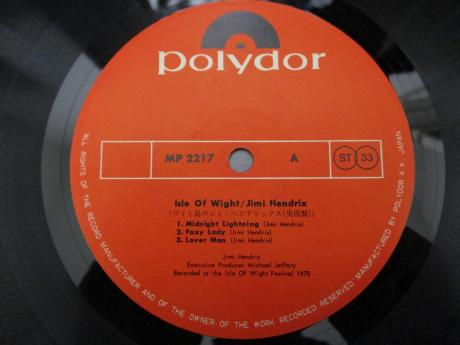 polydor
MP 2217 A ST 33
Isle Of Wight/Jimi Hendrix
(ワイト島のジミ・ヘンドリックス(実況盤))
1. Midnight Lightning (Jimi Hendrix)
2. Foxy Lady (Jimi Hendrix)
3. Lover Man (Jimi Hendrix)
Jimi Hendrix
Executive Producer Michael Jeffery
Recorded at the Isle Of Wight Festival 1970
ALL RIGHTS OF THE RECORD MANUFACTURER AND OF THE OWNER OF THE WORK RECORDED RESERVED. MANUFACTURED BY POLYDOR K.K. JAPAN